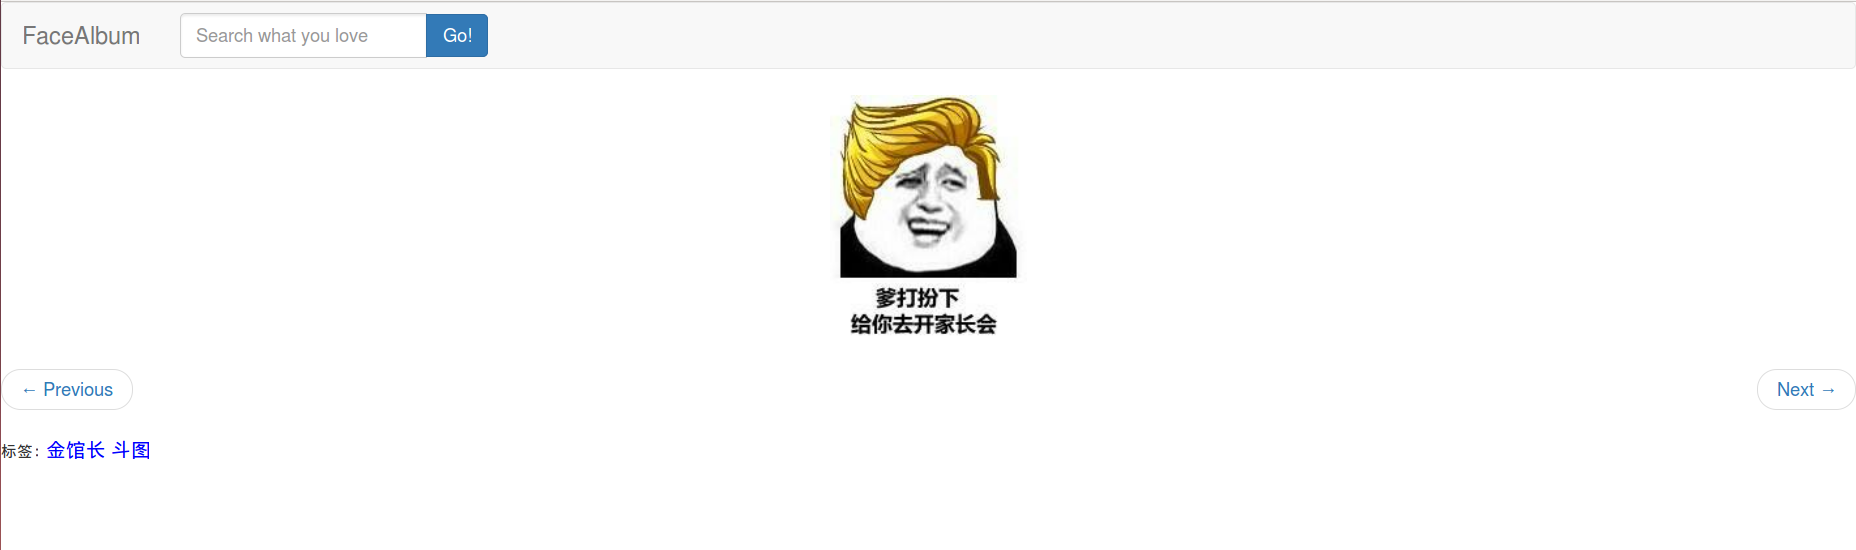 FaceAlbum
Search what you love
Go!
爹打扮下
给你去开家长会
← Previous
Next →
标签：金馆长 斗图